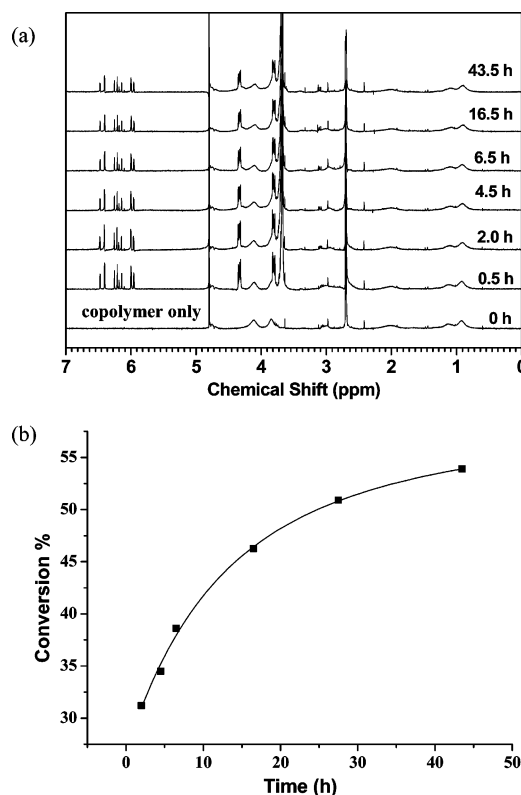 (a)
43.5 h
16.5 h
6.5 h
4.5 h
2.0 h
0.5 h
copolymer only
0 h
7 6 5 4 3 2 1 0
Chemical Shift (ppm)
(b)
55
50
45
40
35
30
Conversion %
0 10 20 30 40 50
Time (h)